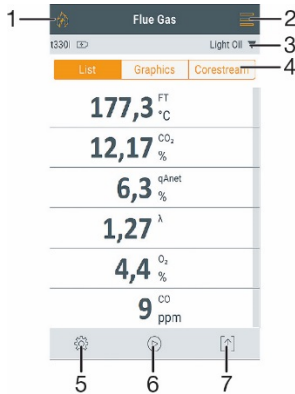 1 Flue Gas 2
t330i Light Oil 3
List Graphics Corestream 4
177,3 FT °C
12,17 CO₂ %
6,3 qAnet %
1,27 λ
4,4 O₂ %
9 CO ppm
5 6 7